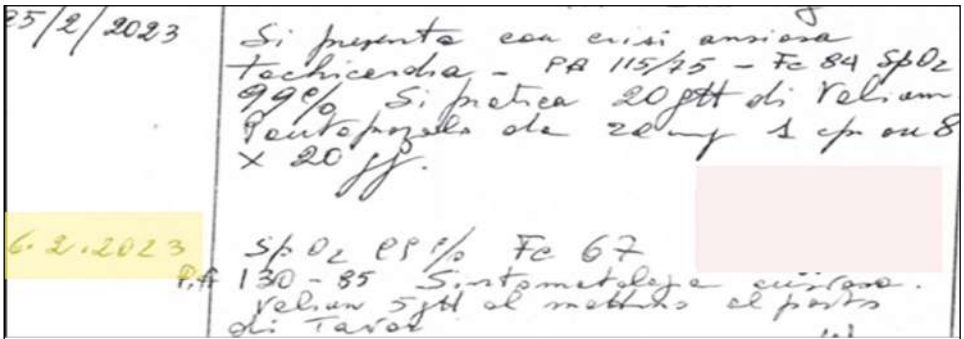 25/2/2023
Si presenta con crisi ansiosa
tachicardia - PA 115/75 - Fc 84 SpO2
99% Si pratica 20 gtt di Valium
Pantoprazolo da 20 mg 1 cp ore 8
x 20 gg.
6.2.2023
SpO2 % Fc 67
P.A 130-85 Sintomatologia ansiosa.
Valium 5 gtt al mattino al posto
di Tavor